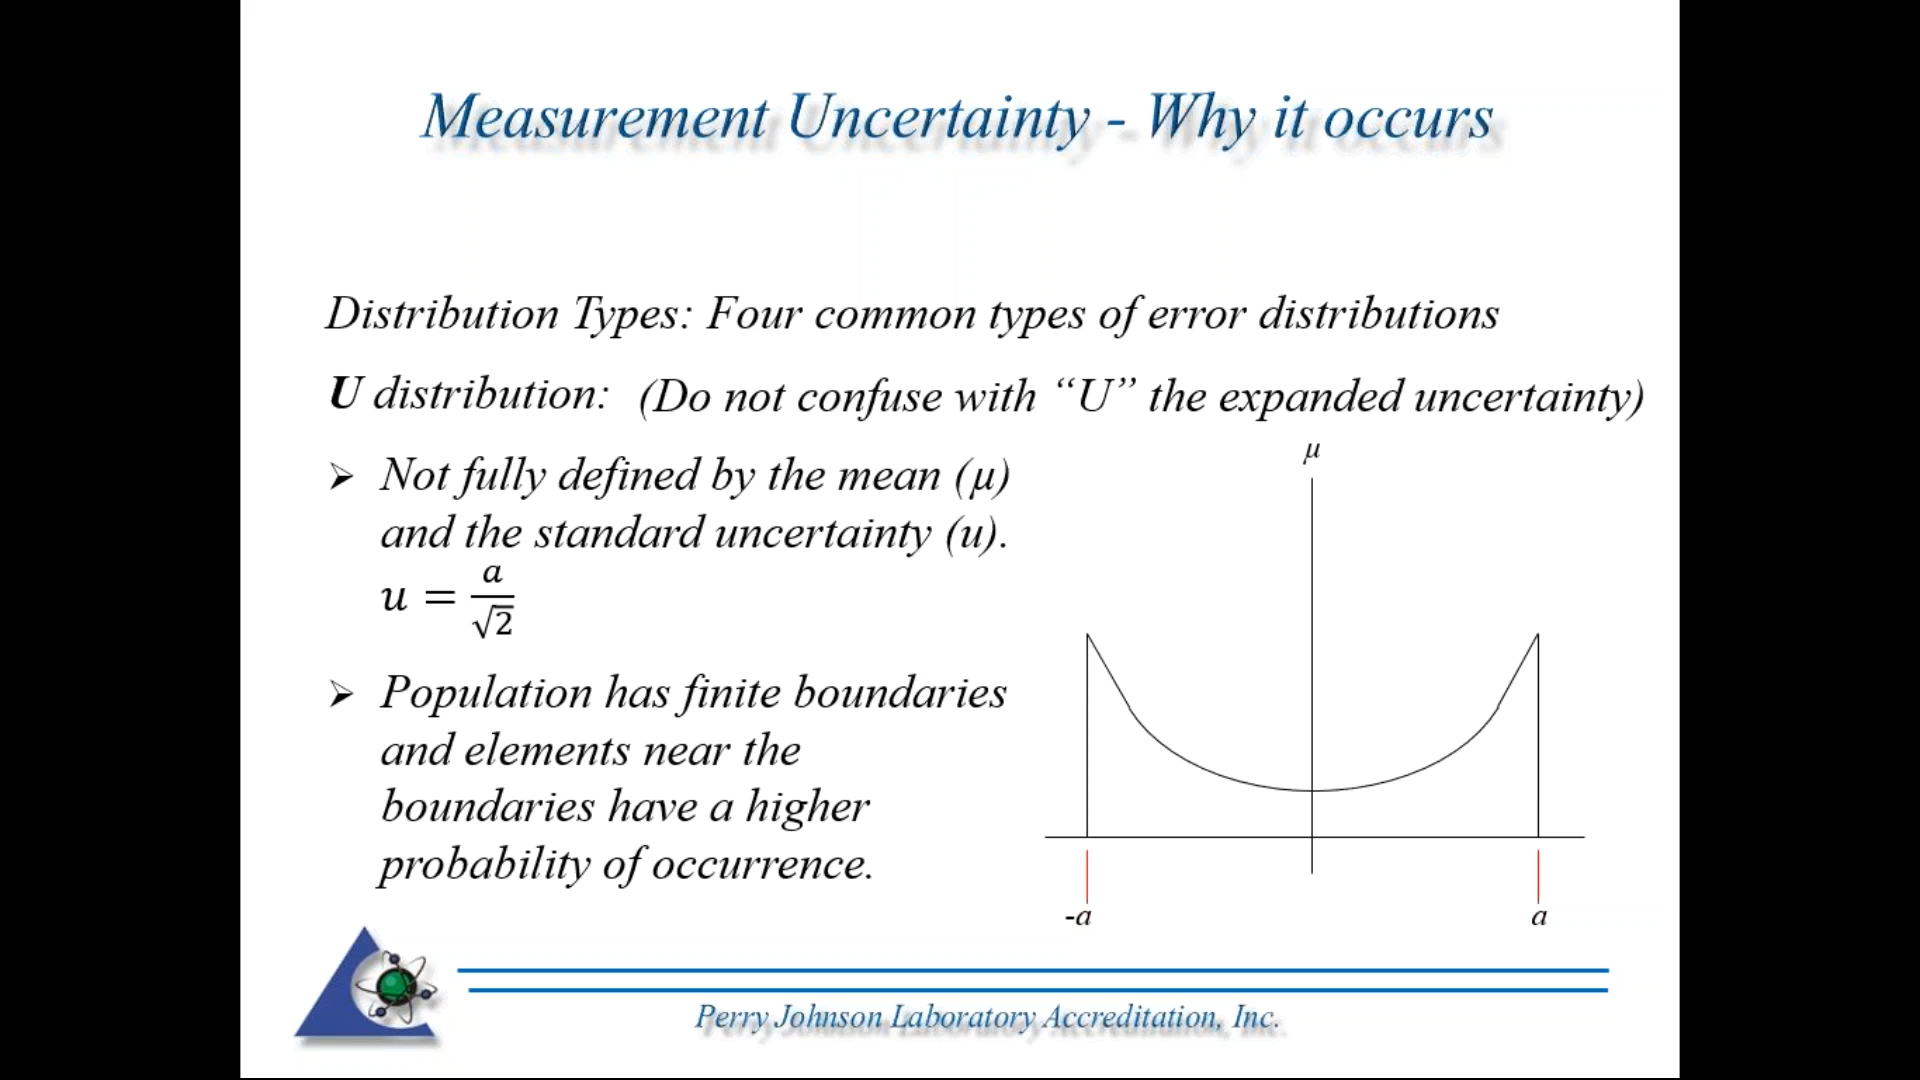 Measurement Uncertainty - Why it occurs
Distribution Types: Four common types of error distributions
U distribution: (Do not confuse with “U” the expanded uncertainty)
➢ Not fully defined by the mean (μ)
and the standard uncertainty (u).
u = a/√2
➢ Population has finite boundaries
and elements near the
boundaries have a higher
probability of occurrence.
μ
-a
a
Perry Johnson Laboratory Accreditation, Inc.